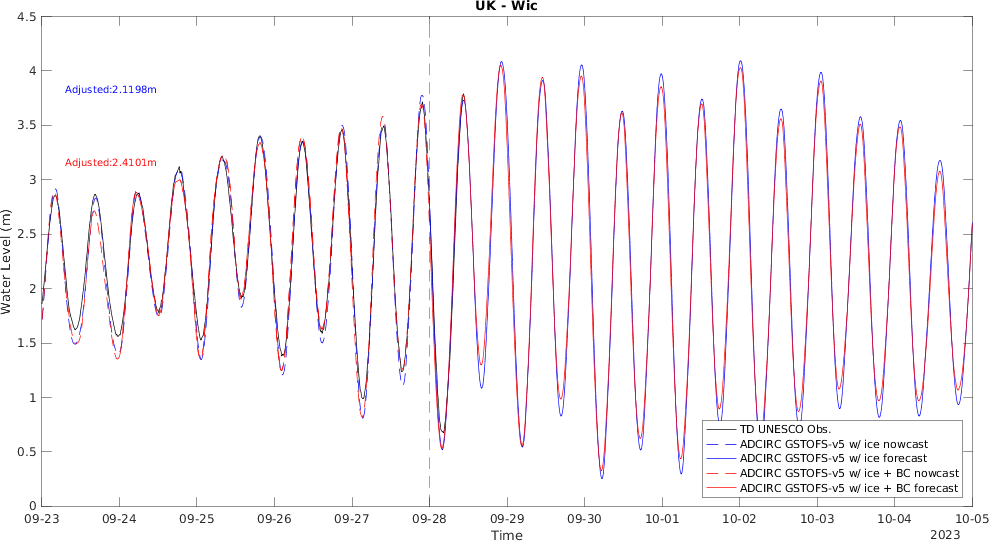 UK - Wic
4.5
4
3.5
3
2.5
2
1.5
1
0.5
0
Water Level (m)
Adjusted:2.1198m
Adjusted:2.4101m
TD UNESCO Obs.
ADCIRC GSTOFS-v5 w/ ice nowcast
ADCIRC GSTOFS-v5 w/ ice forecast
ADCIRC GSTOFS-v5 w/ ice + BC nowcast
ADCIRC GSTOFS-v5 w/ ice + BC forecast
09-23 09-24 09-25 09-26 09-27 09-28 09-29 09-30 10-01 10-02 10-03 10-04 10-05
Time
2023